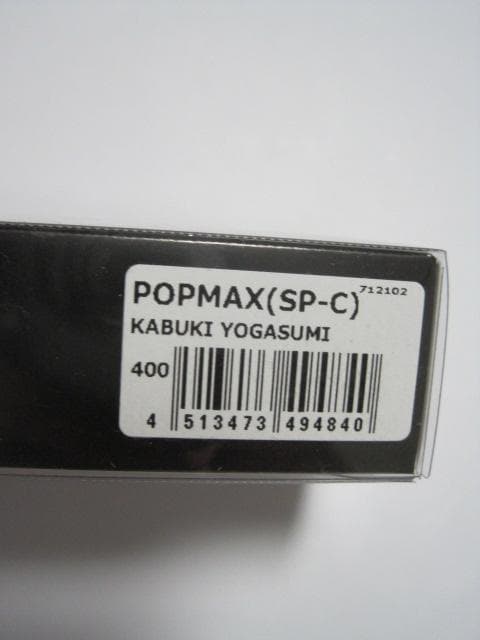 POPMAX(SP-C) 712102
KABUKI YOGASUMI
400
4 513473 494840